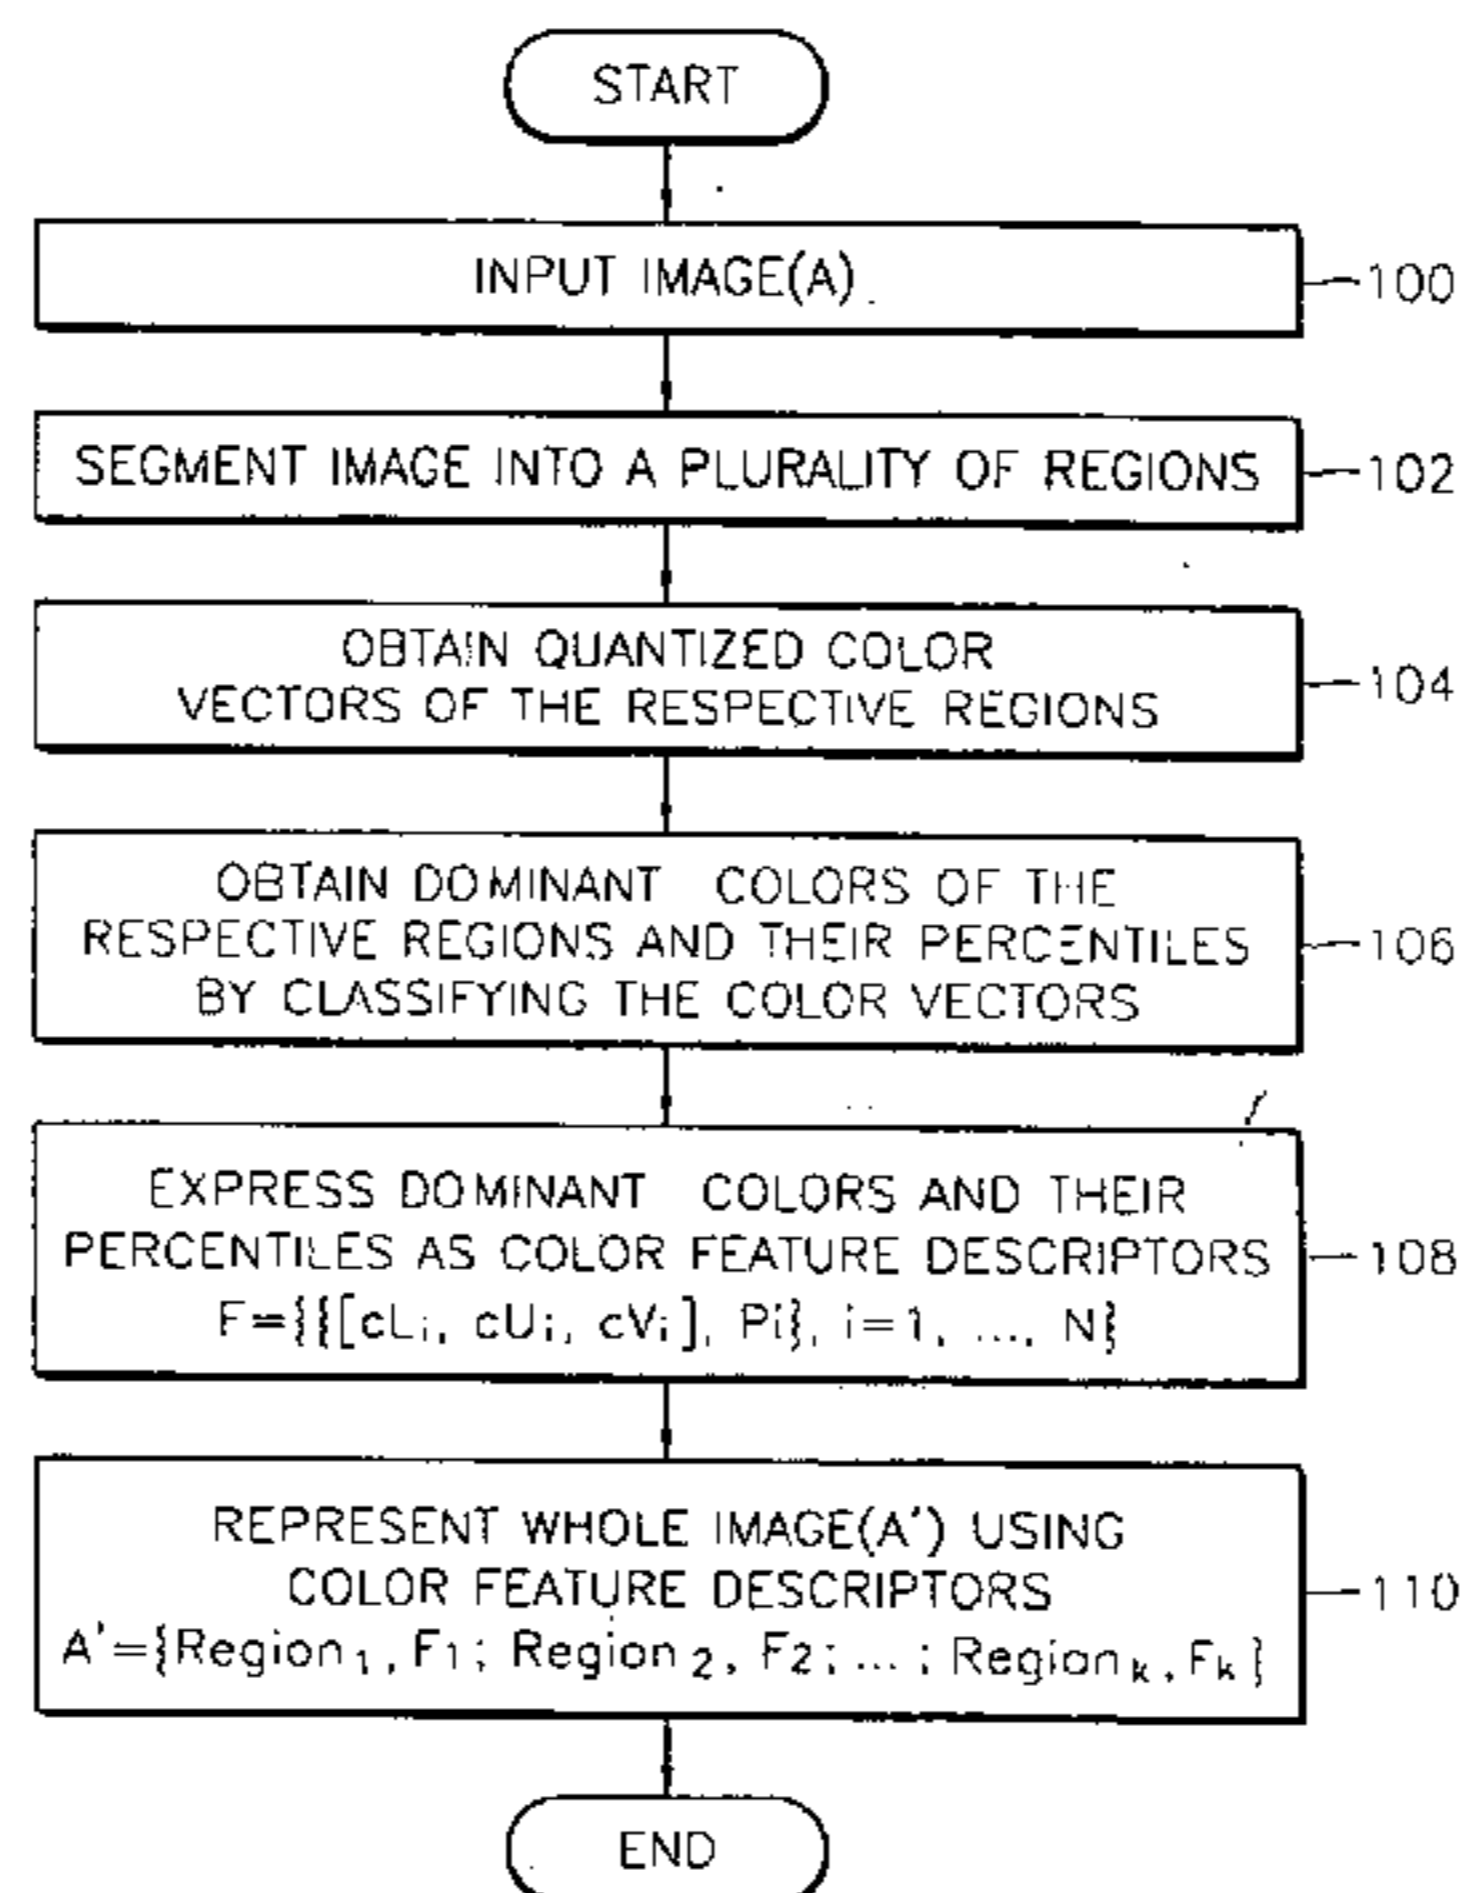 START
INPUT IMAGE(A)
100
SEGMENT IMAGE INTO A PLURALITY OF REGIONS
102
OBTAIN QUANTIZED COLOR
VECTORS OF THE RESPECTIVE REGIONS
104
OBTAIN DOMINANT COLORS OF THE
RESPECTIVE REGIONS AND THEIR PERCENTILES
BY CLASSIFYING THE COLOR VECTORS
106
EXPRESS DOMINANT COLORS AND THEIR
PERCENTILES AS COLOR FEATURE DESCRIPTORS
F={{[cLi, cUi, cVi], Pi}, i=1, ..., N}
108
REPRESENT WHOLE IMAGE(A') USING
COLOR FEATURE DESCRIPTORS
A'={Region1, F1; Region2, F2; ... ; Regionk, Fk}
110
END